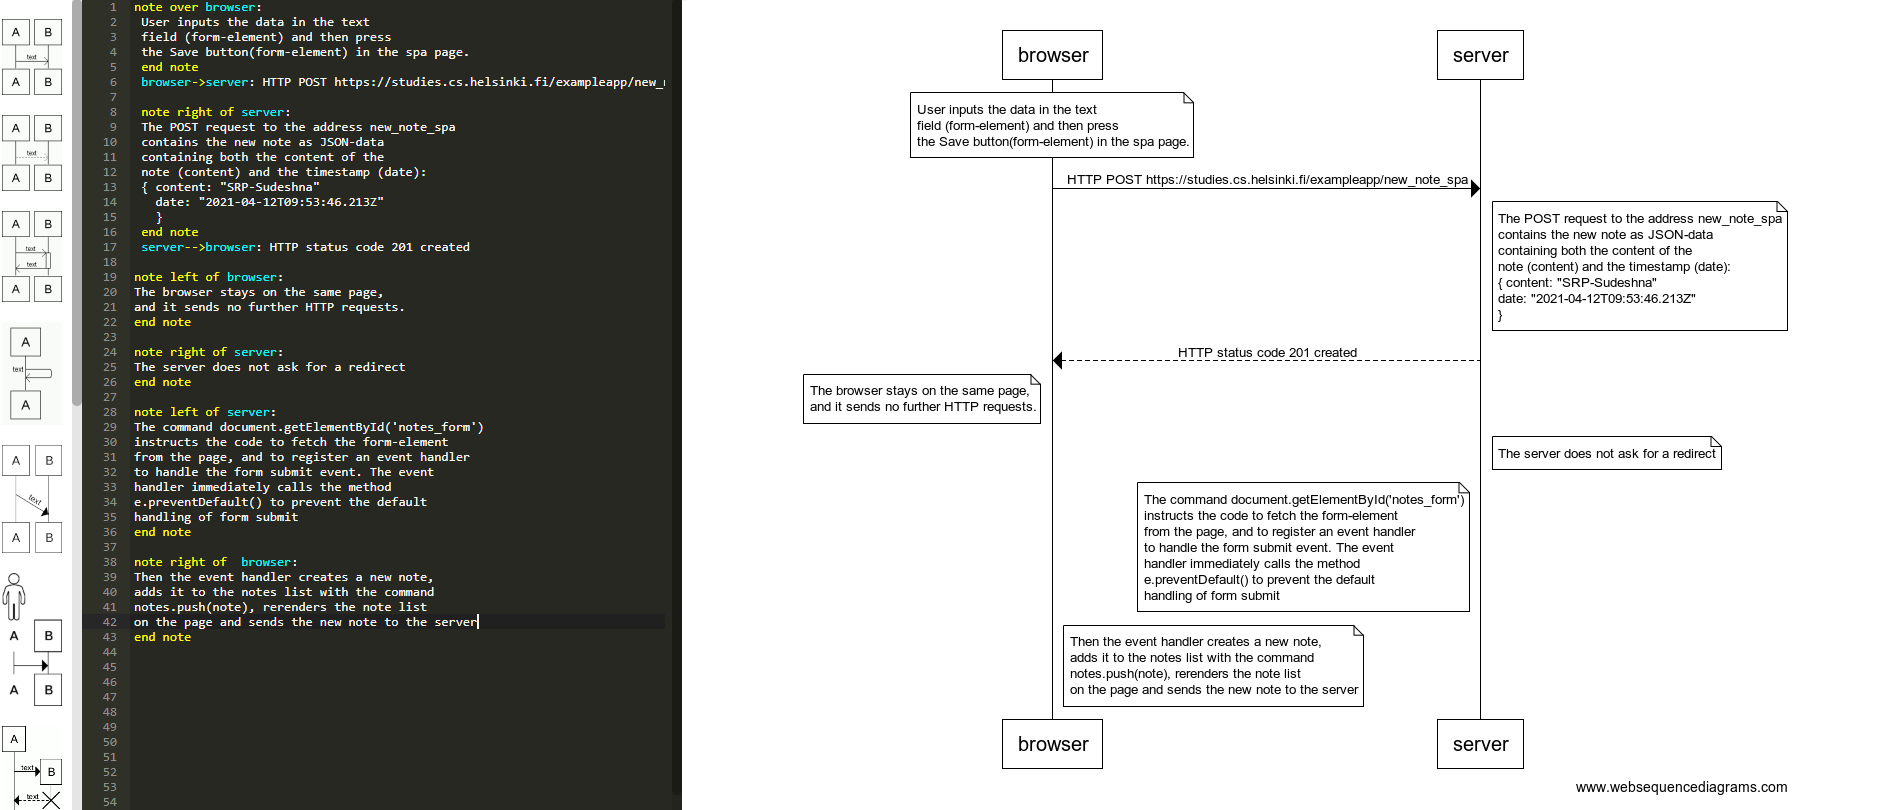 A B
text
A B
A B
text
A B
A B
text
text
A B
A
text
A
A B
text
A B
A B
A B
A
text B
text
1 note over browser:
2 User inputs the data in the text
3 field (form-element) and then press
4 the Save button(form-element) in the spa page.
5 end note
6 browser->server: HTTP POST https://studies.cs.helsinki.fi/exampleapp/new_
7
8 note right of server:
9 The POST request to the address new_note_spa
10 contains the new note as JSON-data
11 containing both the content of the
12 note (content) and the timestamp (date):
13 { content: "SRP-Sudeshna"
14 date: "2021-04-12T09:53:46.213Z"
15 }
16 end note
17 server-->browser: HTTP status code 201 created
18
19 note left of browser:
20 The browser stays on the same page,
21 and it sends no further HTTP requests.
22 end note
23
24 note right of server:
25 The server does not ask for a redirect
26 end note
27
28 note left of server:
29 The command document.getElementById('notes_form')
30 instructs the code to fetch the form-element
31 from the page, and to register an event handler
32 to handle the form submit event. The event
33 handler immediately calls the method
34 e.preventDefault() to prevent the default
35 handling of form submit
36 end note
37
38 note right of  browser:
39 Then the event handler creates a new note,
40 adds it to the notes list with the command
41 notes.push(note), rerenders the note list
42 on the page and sends the new note to the server
43 end note
44
45
46
47
48
49
50
51
52
53
54
browser server
User inputs the data in the text
field (form-element) and then press
the Save button(form-element) in the spa page.
HTTP POST https://studies.cs.helsinki.fi/exampleapp/new_note_spa
The POST request to the address new_note_spa
contains the new note as JSON-data
containing both the content of the
note (content) and the timestamp (date):
{ content: "SRP-Sudeshna"
date: "2021-04-12T09:53:46.213Z"
}
HTTP status code 201 created
The browser stays on the same page,
and it sends no further HTTP requests.
The server does not ask for a redirect
The command document.getElementById('notes_form')
instructs the code to fetch the form-element
from the page, and to register an event handler
to handle the form submit event. The event
handler immediately calls the method
e.preventDefault() to prevent the default
handling of form submit
Then the event handler creates a new note,
adds it to the notes list with the command
notes.push(note), rerenders the note list
on the page and sends the new note to the server
browser server
www.websequencediagrams.com